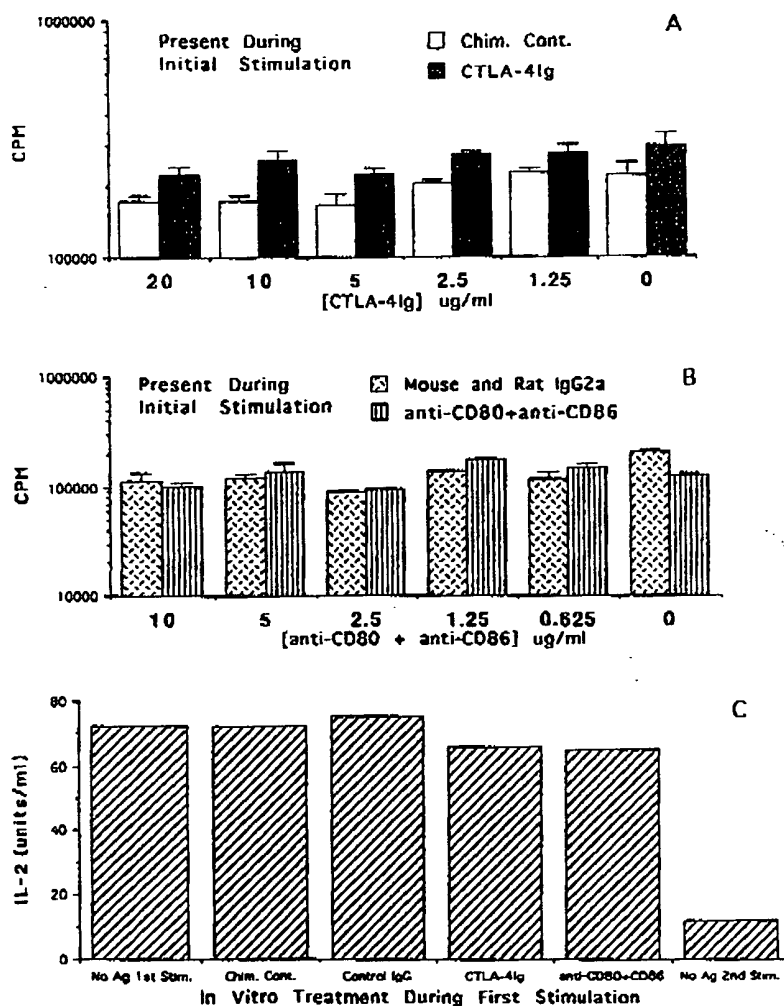 1000000
Present During
Initial Stimulation
Chim. Cont.
CTLA-4Ig
A
CPM
100000
20 10 5 2.5 1.25 0
[CTLA-4Ig] ug/ml
1000000
Present During
Initial Stimulation
Mouse and Rat IgG2a
anti-CD80+anti-CD86
B
CPM
100000
10000
10 5 2.5 1.25 0.625 0
[anti-CD80 + anti-CD86] ug/ml
80
C
60
IL-2 (units/ml)
40
20
0
No Ag 1st Stim. Chim. Cont. Control IgG CTLA-4Ig anti-CD80+CD86 No Ag 2nd Stim.
In Vitro Treatment During First Stimulation